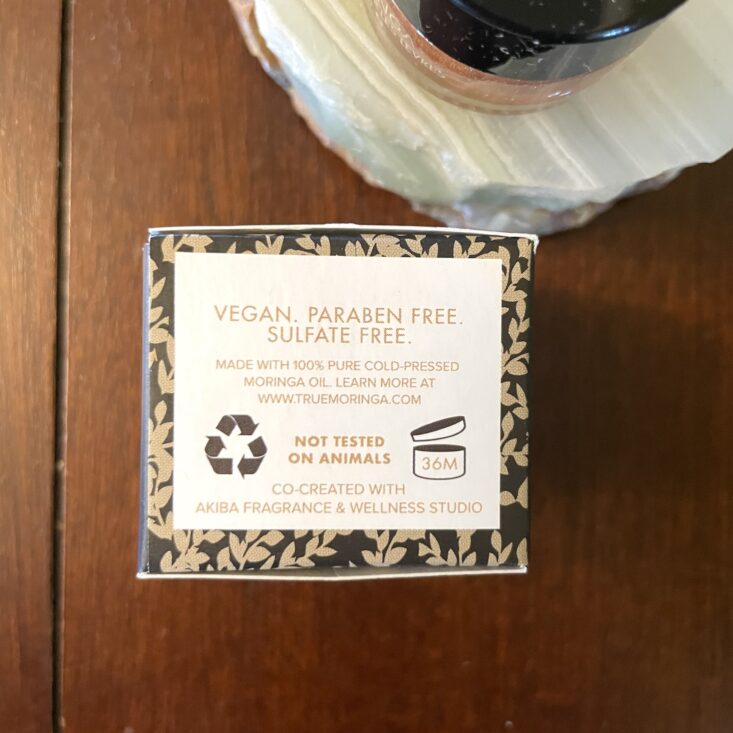 VEGAN. PARABEN FREE.
SULFATE FREE.
MADE WITH 100% PURE COLD-PRESSED
MORINGA OIL. LEARN MORE AT
WWW.TRUEMORINGA.COM
NOT TESTED
ON ANIMALS
36M
CO-CREATED WITH
AKIBA FRAGRANCE & WELLNESS STUDIO